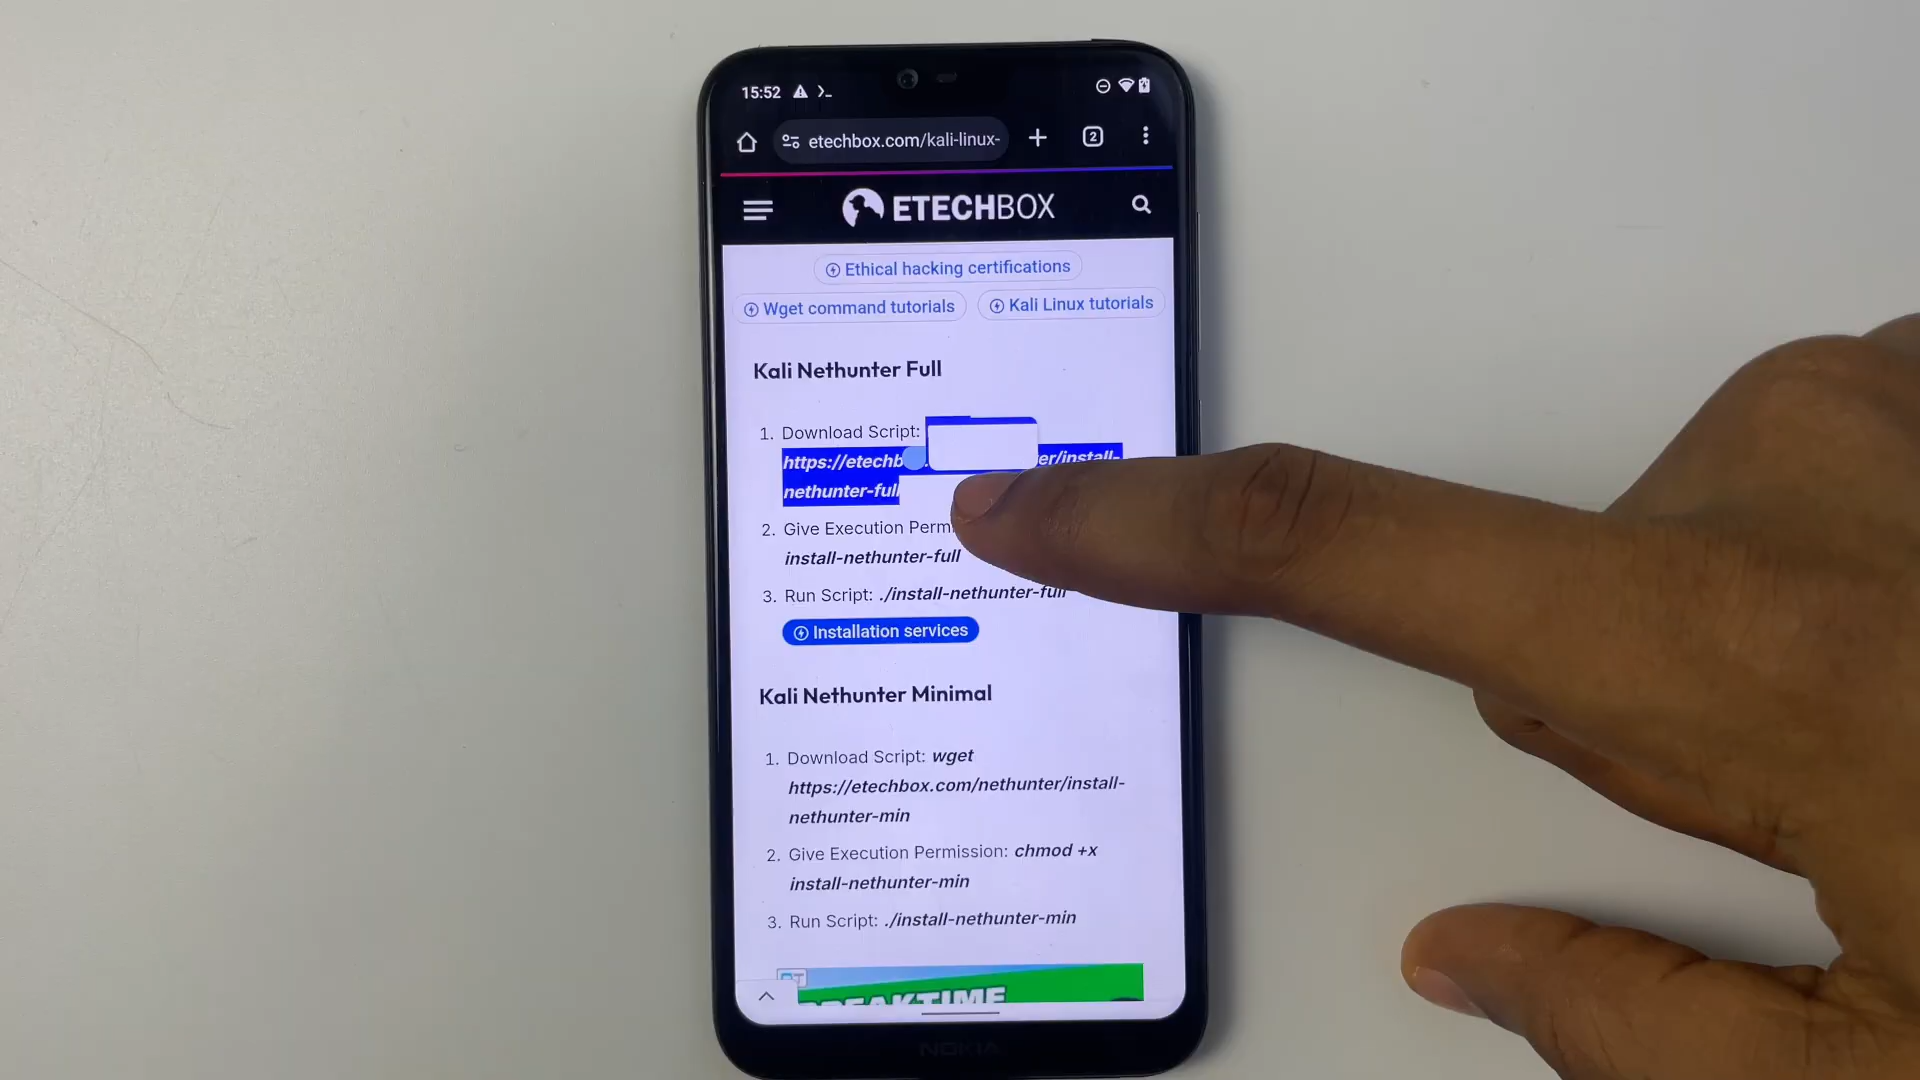 15:52
etechbox.com/kali-linux-
2
ETECHBOX
Ethical hacking certifications
Wget command tutorials
Kali Linux tutorials
Kali Nethunter Full
1. Download Script:
https://etechb er/install-
nethunter-full
2. Give Execution Perm
install-nethunter-full
3. Run Script: ./install-nethunter-full
Installation services
Kali Nethunter Minimal
1. Download Script: wget
https://etechbox.com/nethunter/install-
nethunter-min
2. Give Execution Permission: chmod +x
install-nethunter-min
3. Run Script: ./install-nethunter-min
BREAKTIME
NOKIA